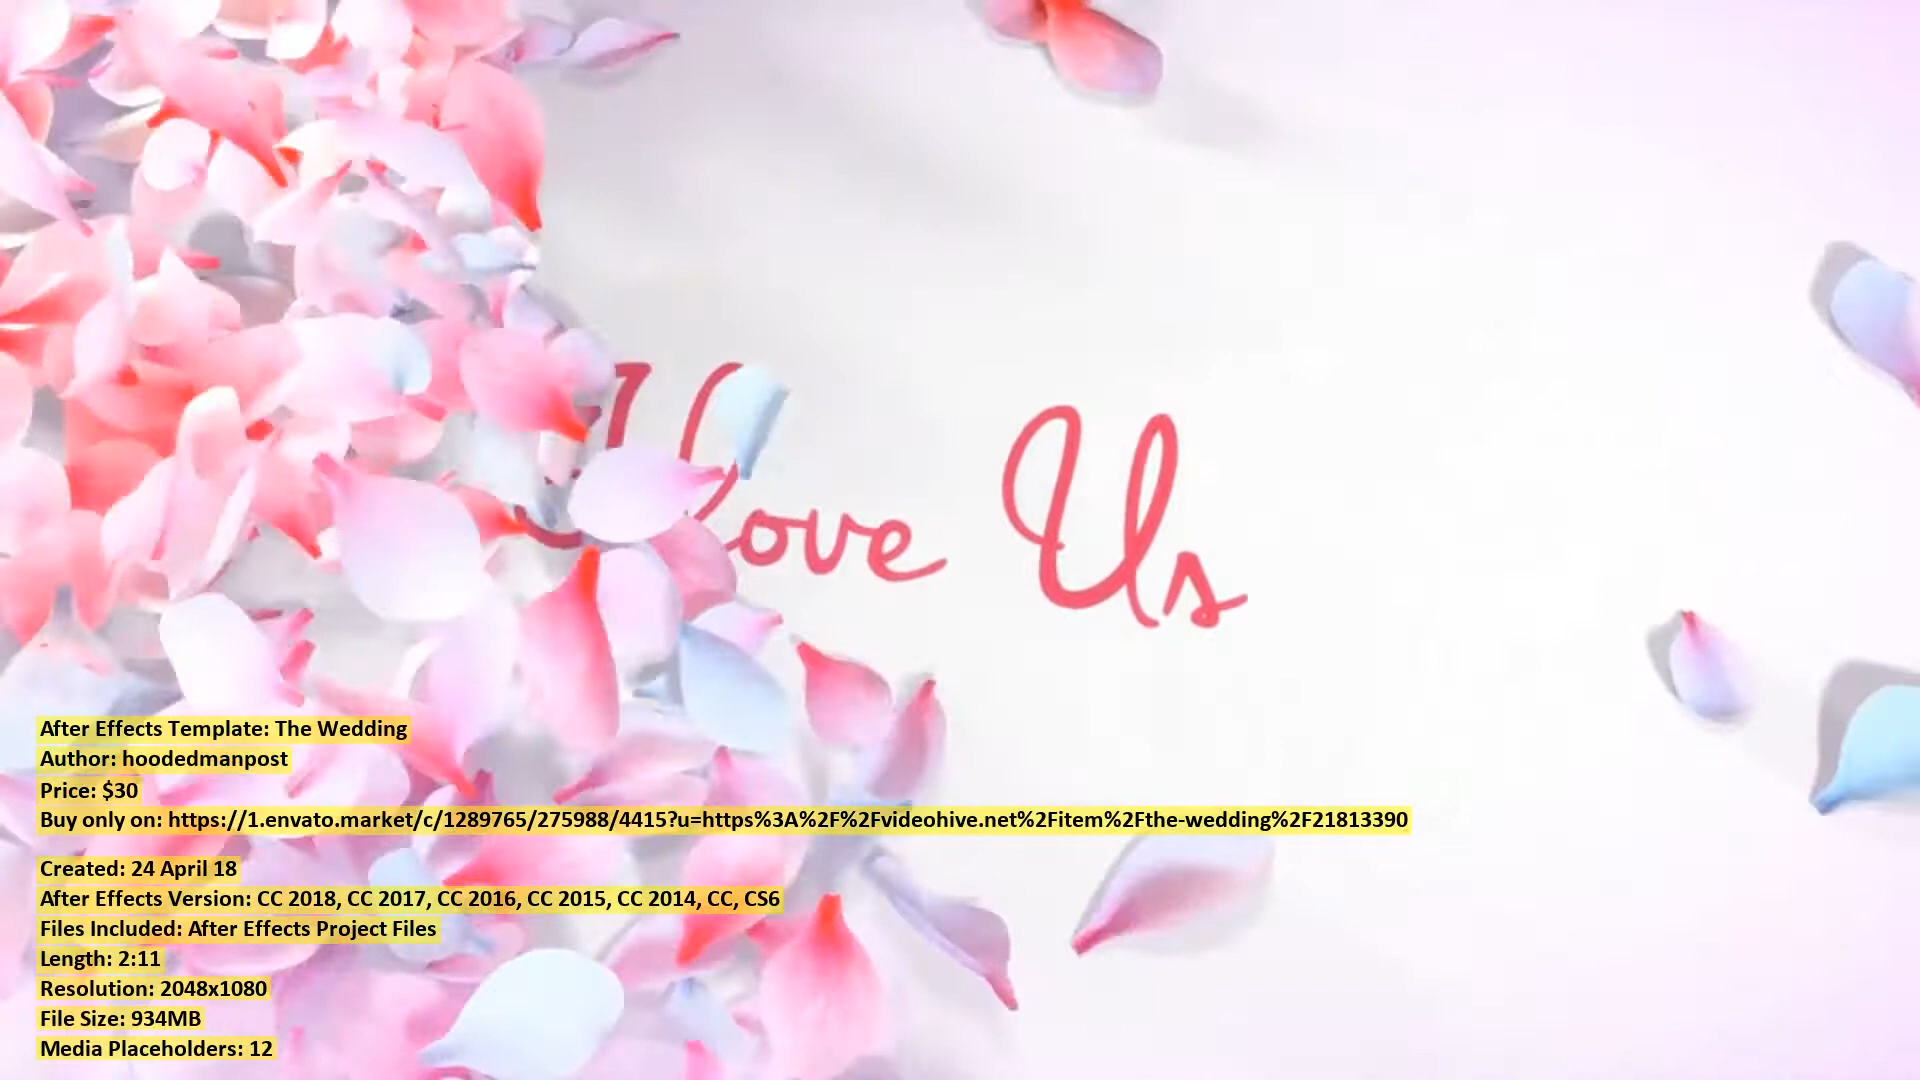 I love Us
After Effects Template: The Wedding
Author: hoodedmanpost
Price: $30
Buy only on: https://1.envato.market/c/1289765/275988/4415?u=https%3A%2F%2Fvideohive.net%2Fitem%2Fthe-wedding%2F21813390
Created: 24 April 18
After Effects Version: CC 2018, CC 2017, CC 2016, CC 2015, CC 2014, CC, CS6
Files Included: After Effects Project Files
Length: 2:11
Resolution: 2048x1080
File Size: 934MB
Media Placeholders: 12